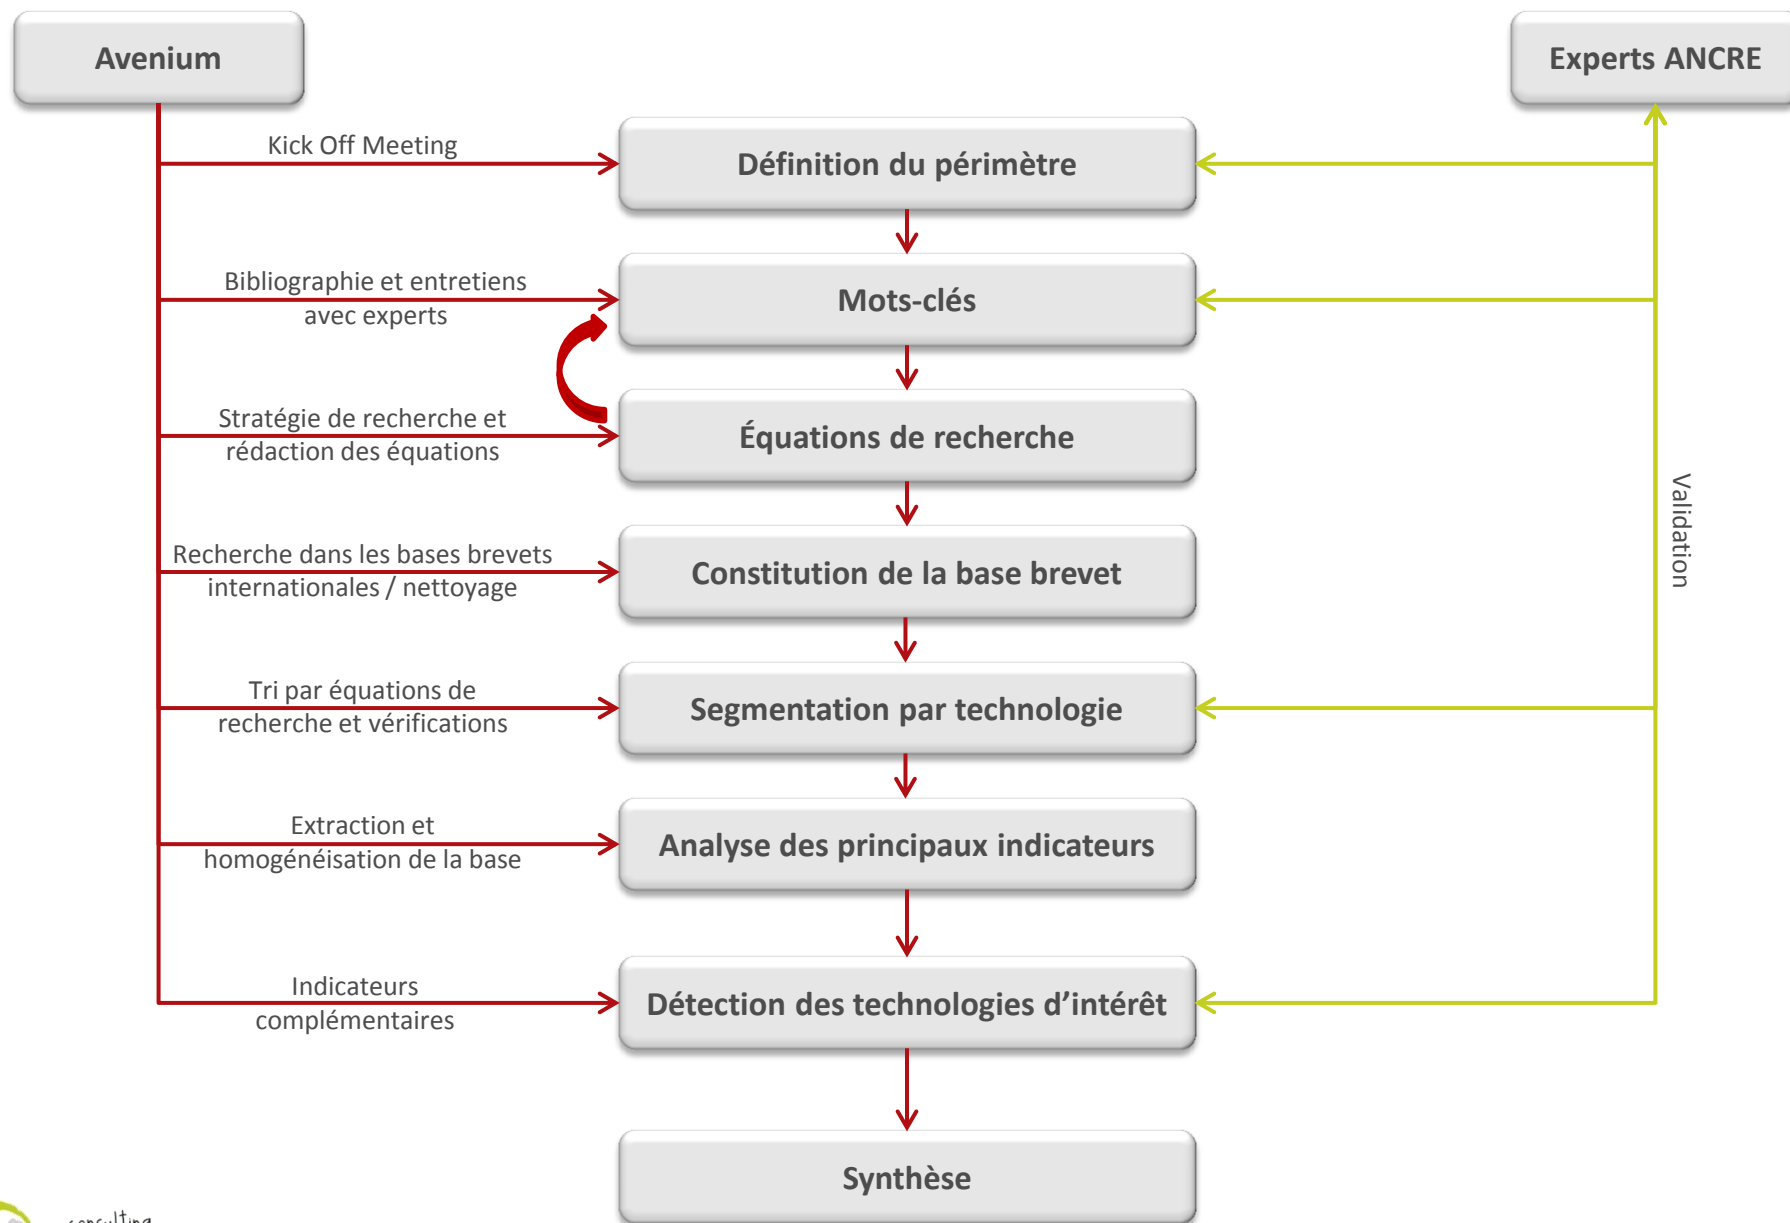 Avenium
Experts ANCRE
Kick Off Meeting
Définition du périmètre
Bibliographie et entretiens
avec experts
Mots-clés
Stratégie de recherche et
rédaction des équations
Équations de recherche
Validation
Recherche dans les bases brevets
internationales / nettoyage
Constitution de la base brevet
Tri par équations de
recherche et vérifications
Segmentation par technologie
Extraction et
homogénéisation de la base
Analyse des principaux indicateurs
Indicateurs
complémentaires
Détection des technologies d’intérêt
Synthèse
consulting